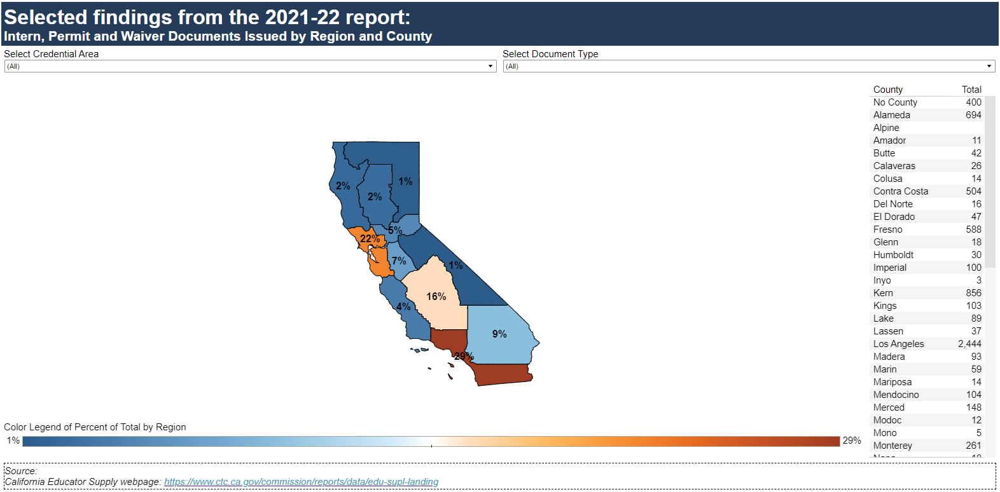 Selected findings from the 2021-22 report:
Intern, Permit and Waiver Documents Issued by Region and County
Select Credential Area
Select Document Type
(All)
(All)
2%
1%
2%
5%
22%
7%
1%
16%
4%
9%
29%
County Total
No County 400
Alameda 694
Alpine
Amador 11
Butte 42
Calaveras 26
Colusa 14
Contra Costa 504
Del Norte 16
El Dorado 47
Fresno 588
Glenn 18
Humboldt 30
Imperial 100
Inyo 3
Kern 856
Kings 103
Lake 89
Lassen 37
Los Angeles 2,444
Madera 93
Marin 59
Mariposa 14
Mendocino 104
Merced 148
Modoc 12
Mono 5
Monterey 261
Color Legend of Percent of Total by Region
1% 29%
Source:
California Educator Supply webpage: https://www.ctc.ca.gov/commission/reports/data/edu-supl-landing